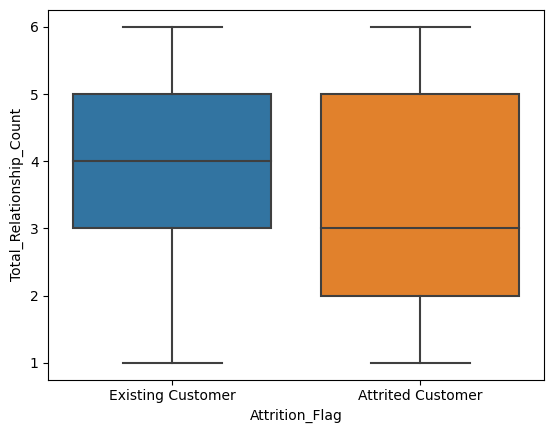 Total_Relationship_Count
6
5
4
3
2
1
Existing Customer
Attrited Customer
Attrition_Flag